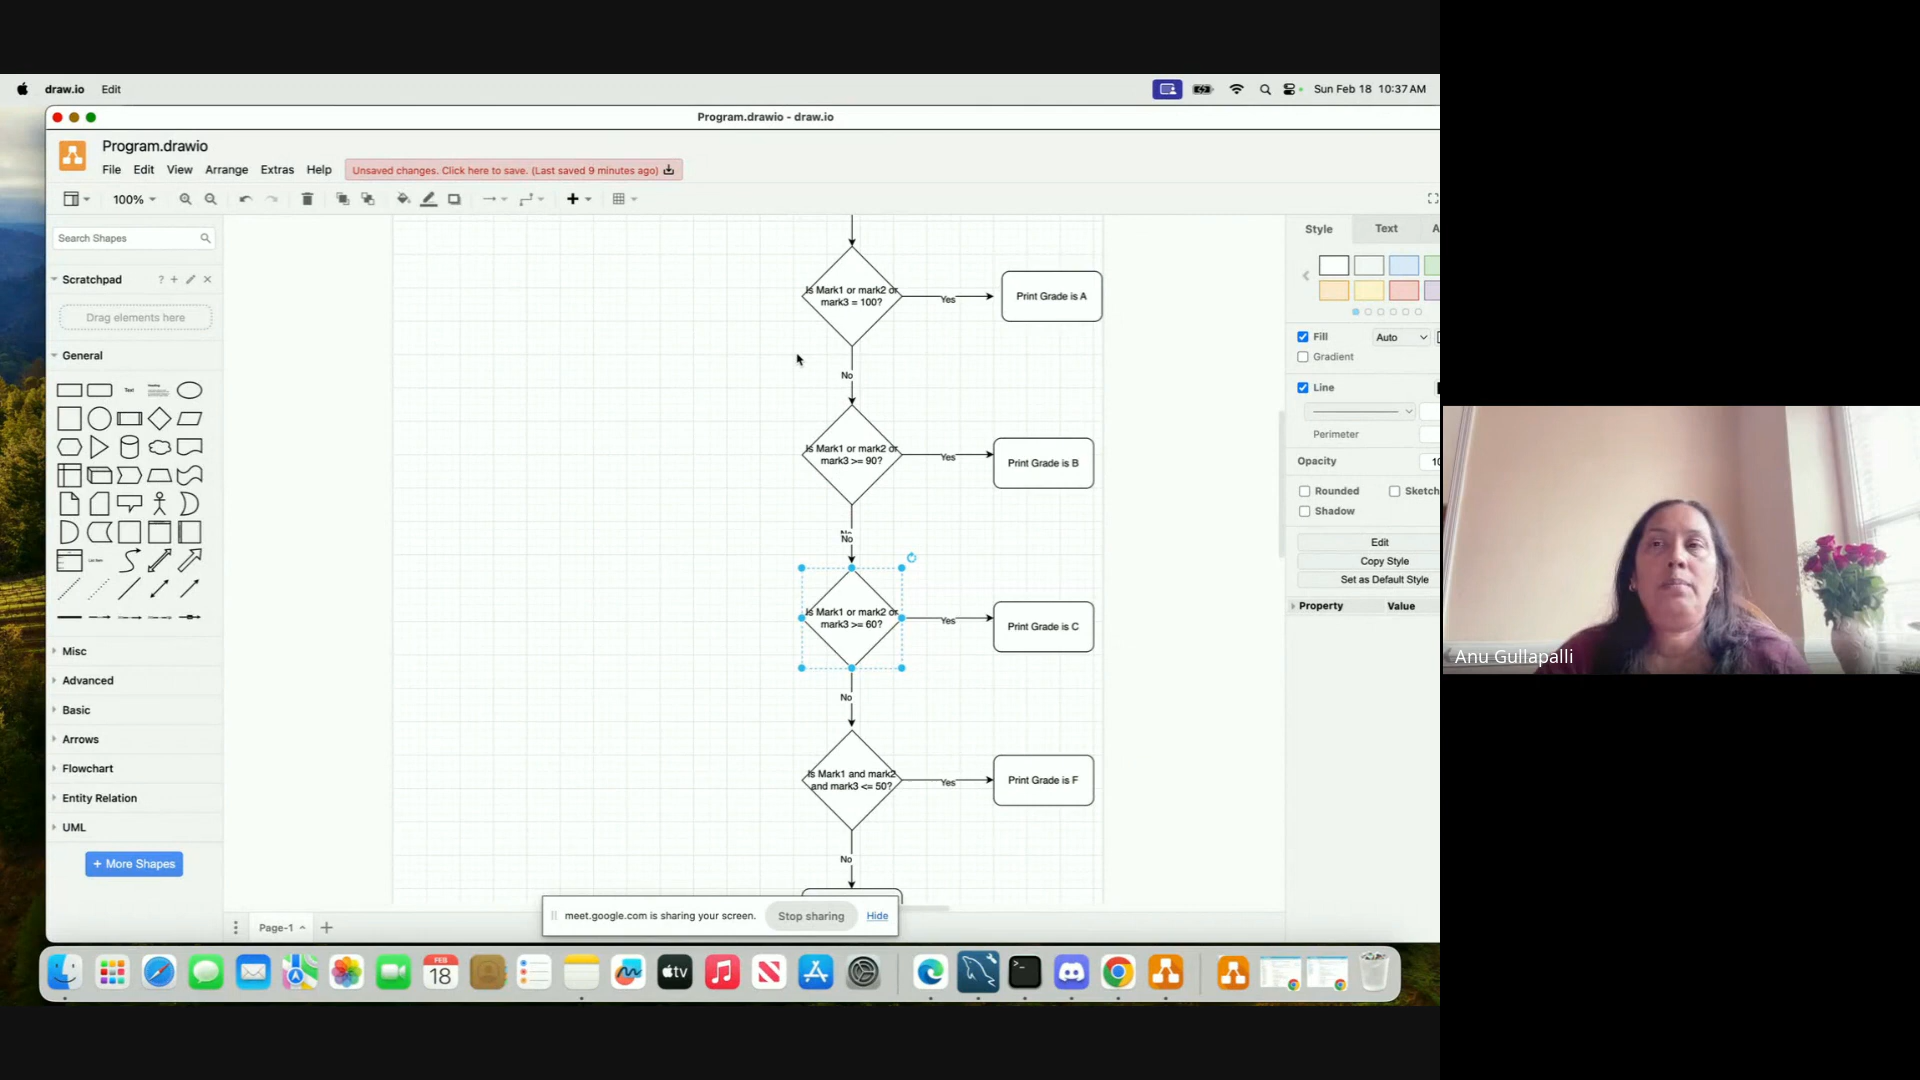 draw.io Edit Sun Feb 18 10:37 AM
Program.drawio - draw.io
Program.drawio
File Edit View Arrange Extras Help Unsaved changes. Click here to save. (Last saved 9 minutes ago)
100%
Search Shapes
Scratchpad ? + ×
Drag elements here
General
Text
Misc
Advanced
Basic
Arrows
Flowchart
Entity Relation
UML
+ More Shapes
Is Mark1 or mark2 or
mark3 = 100?
Yes
Print Grade is A
No
Is Mark1 or mark2 or
mark3 >= 90?
Yes
Print Grade is B
No
Is Mark1 or mark2 or
mark3 >= 60?
Yes
Print Grade is C
No
Is Mark1 and mark2
and mark3 <= 50?
Yes
Print Grade is F
No
Style Text A
Fill Auto
Gradient
Line
Perimeter
Opacity 10
Rounded Sketch
Shadow
Edit
Copy Style
Set as Default Style
Property Value
Page-1
meet.google.com is sharing your screen. Stop sharing Hide
FEB
18
tv
Anu Gullapalli